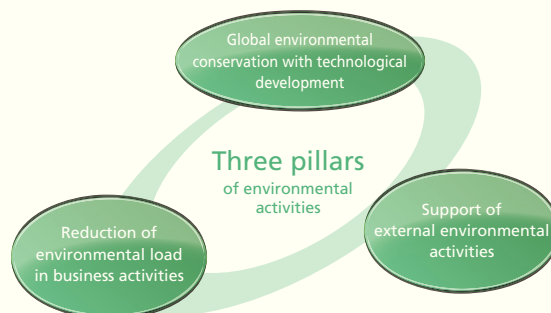 Global environmental
conservation with technological
development
Three pillars
of environmental
activities
Support of
external environmental
activities
Reduction of
environmental load
in business activities